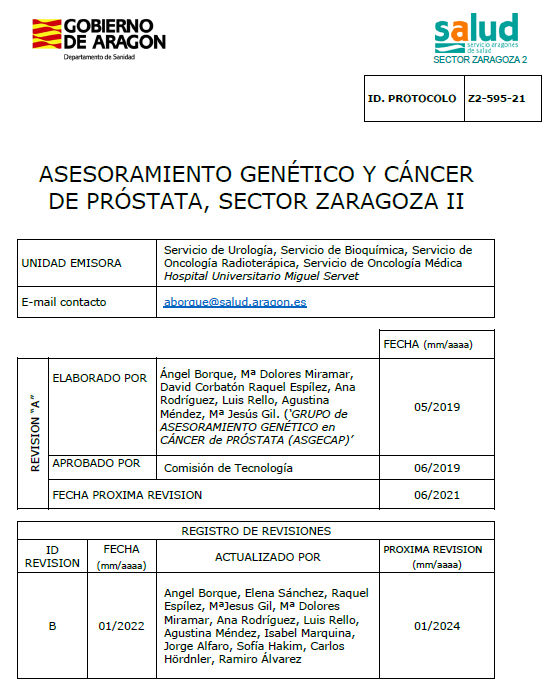 GOBIERNO
DE ARAGON
Departamento de Sanidad
salud
servicio aragonés
de salud
SECTOR ZARAGOZA 2
ID. PROTOCOLO Z2-595-21
ASESORAMIENTO GENÉTICO Y CÁNCER
DE PRÓSTATA, SECTOR ZARAGOZA II
UNIDAD EMISORA
Servicio de Urología, Servicio de Bioquímica, Servicio de
Oncología Radioterápica, Servicio de Oncología Médica
Hospital Universitario Miguel Servet
E-mail contacto
aborque@salud.aragon.es
FECHA (mm/aaaa)
REVISION “A”
ELABORADO POR
Ángel Borque, Mª Dolores Miramar,
David Corbatón Raquel Espílez, Ana
Rodríguez, Luis Rello, Agustina
Méndez, Mª Jesús Gil. (‘GRUPO de
ASESORAMIENTO GENÉTICO en
CÁNCER de PRÓSTATA (ASGECAP)’
05/2019
APROBADO POR
Comisión de Tecnología
06/2019
FECHA PROXIMA REVISION
06/2021
REGISTRO DE REVISIONES
ID
REVISION
FECHA
(mm/aaaa)
ACTUALIZADO POR
PROXIMA REVISION
(mm/aaaa)
B
01/2022
Angel Borque, Elena Sánchez, Raquel
Espílez, MªJesus Gil, Mª Dolores
Miramar, Ana Rodríguez, Luis Rello,
Agustina Méndez, Isabel Marquina,
Jorge Alfaro, Sofía Hakim, Carlos
Hördnler, Ramiro Álvarez
01/2024